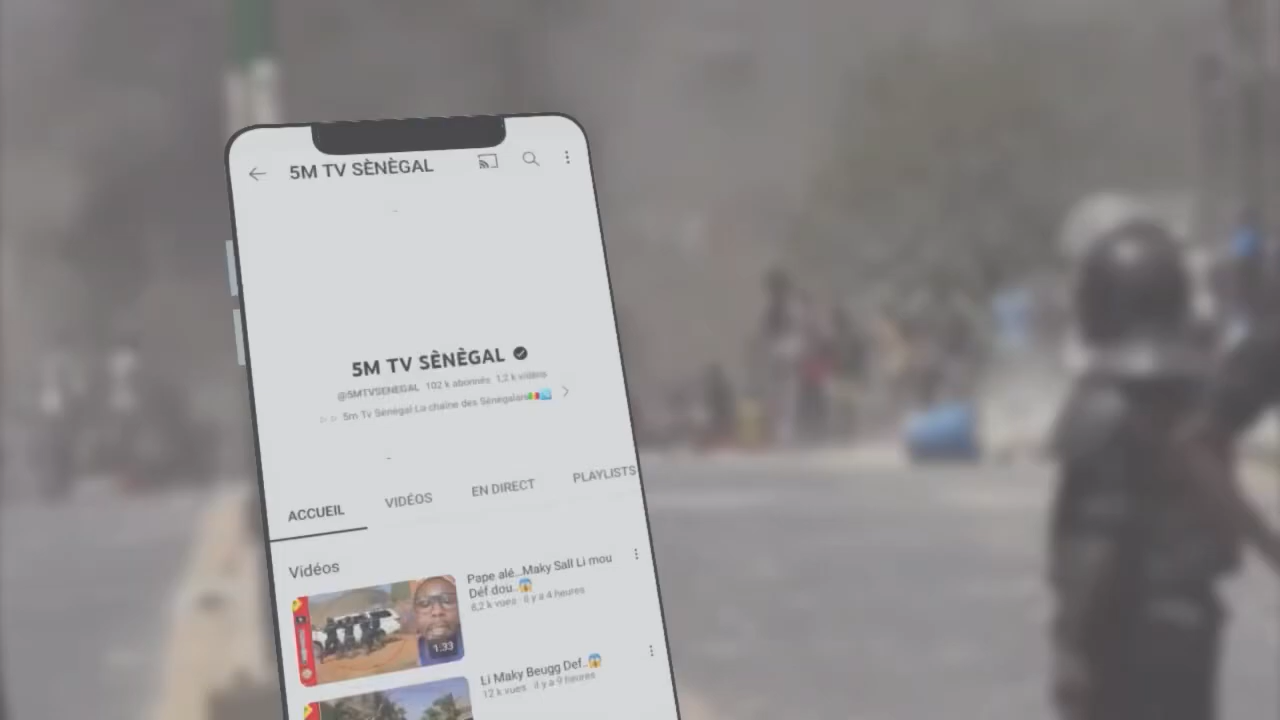 5M TV SÈNÈGAL
5M TV SÈNÈGAL
@5MTVSENEGAL 102 k abonnés 1,2 k vidéos
5m Tv Sénégal La chaîne des Sénégalais
ACCUEIL VIDÉOS EN DIRECT PLAYLISTS
Vidéos
Pape alé...Maky Sall Li mou
Déf dou..😱
8,2 k vues · il y a 4 heures
1:33
Li Maky Beugg Def..😱
12 k vues · il y a 9 heures